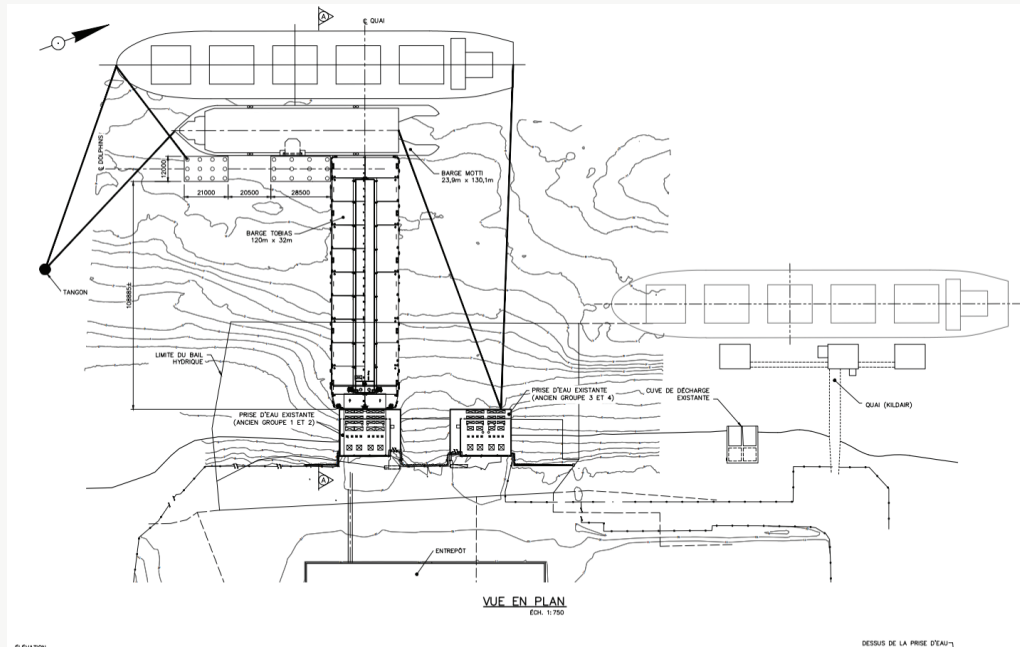 A
℄ QUAI
℄ DOLPHINS
12000
21000
20500
28500
BARGE MOTTI
23,9m x 130,1m
BARGE TOBIAS
120m x 32m
TANGON
108885±
LIMITE DU BAIL
HYDRIQUE
PRISE D'EAU EXISTANTE
(ANCIEN GROUPE 3 ET 4)
CUVE DE DÉCHARGE
EXISTANTE
QUAI (KILDAIR)
PRISE D'EAU EXISTANTE
(ANCIEN GROUPE 1 ET 2)
A
ENTREPÔT
VUE EN PLAN
ÉCH. 1:750
DESSUS DE LA PRISE D'EAU